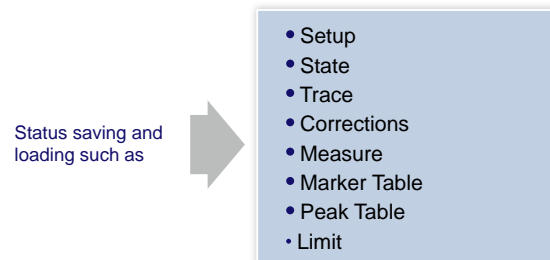 Status saving and
loading such as
• Setup
• State
• Trace
• Corrections
• Measure
• Marker Table
• Peak Table
• Limit